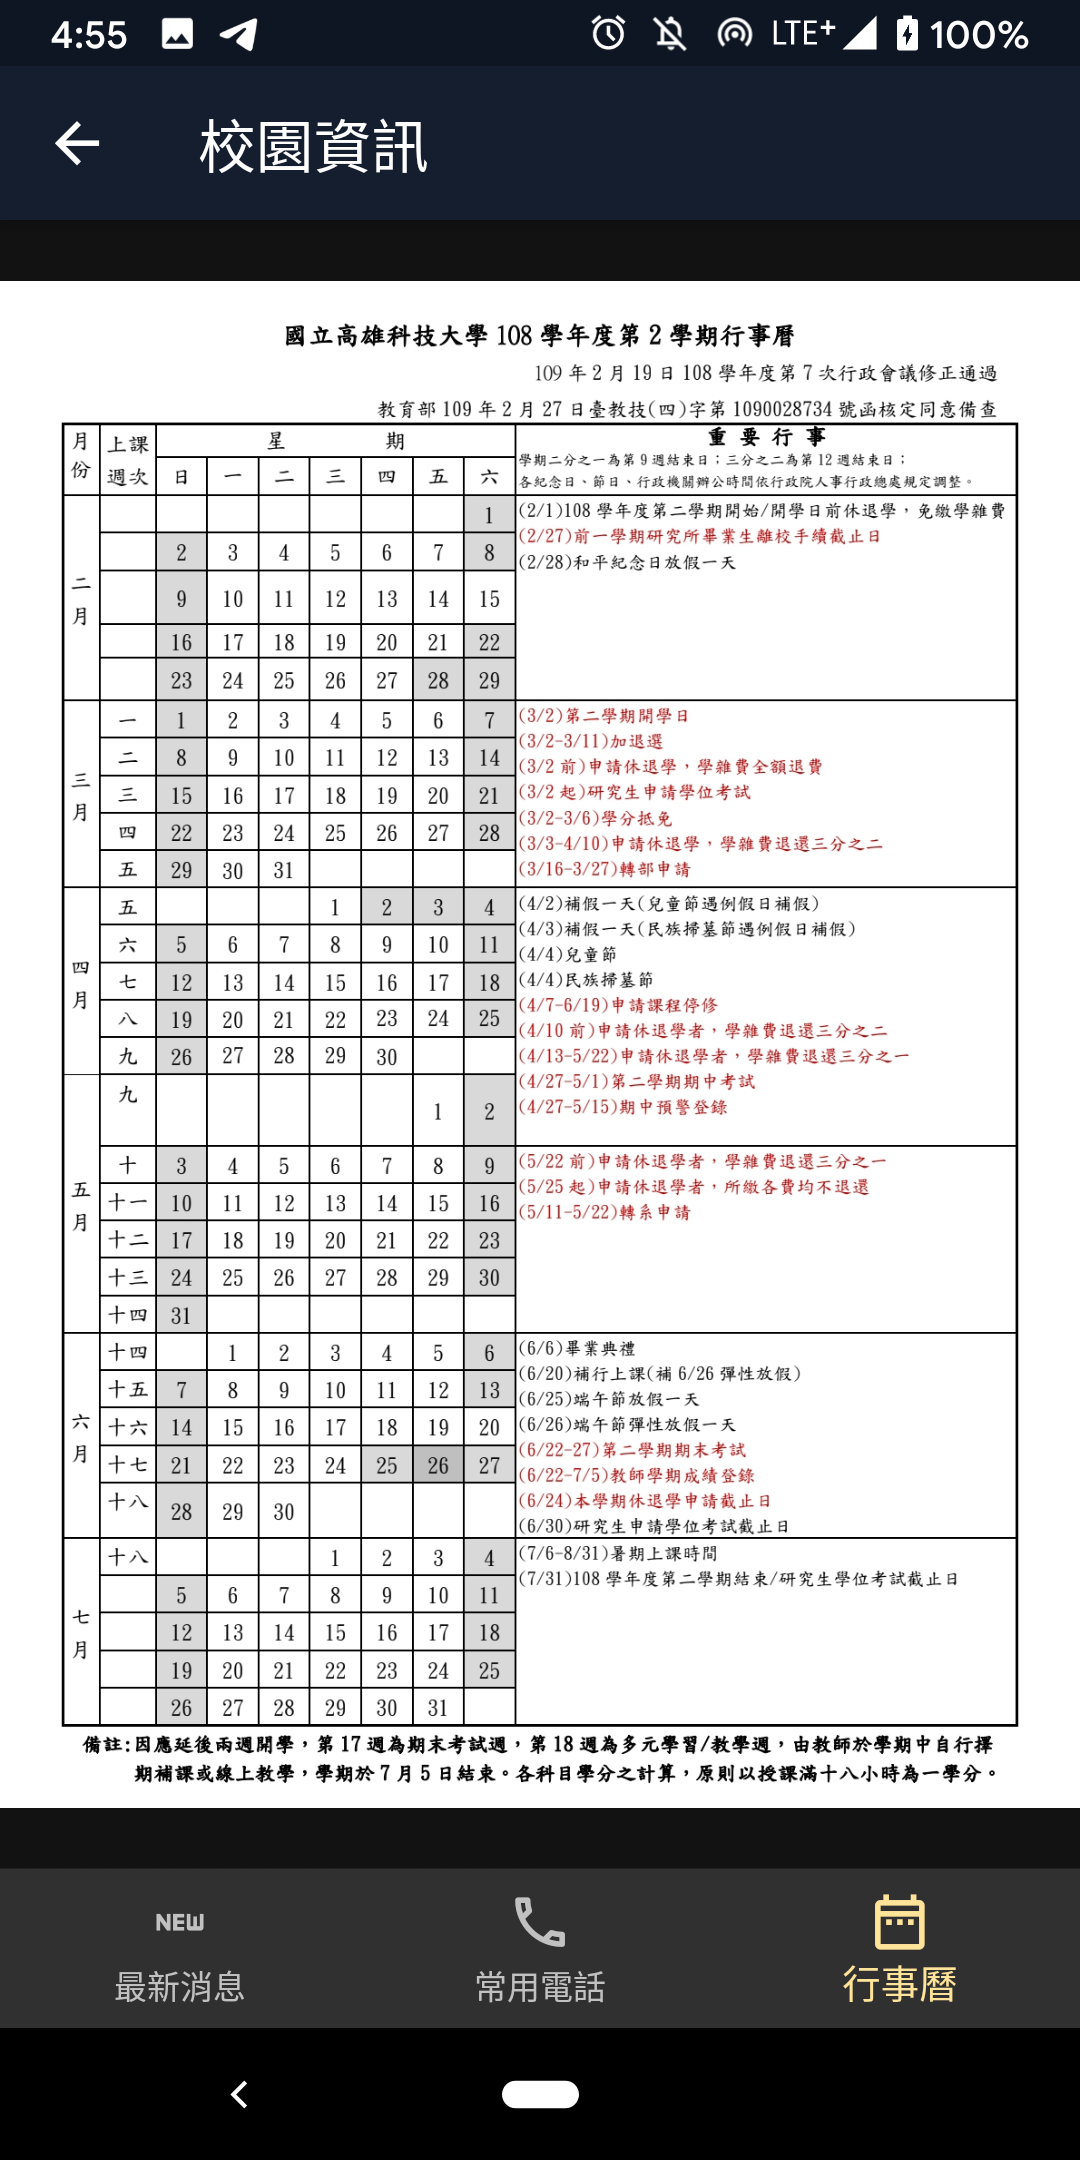 4:55 LTE+ 100%
校園資訊
國立高雄科技大學 108 學年度第 2 學期行事曆
109 年 2 月 19 日 108 學年度第 7 次行政會議修正通過
教育部 109 年 2 月 27 日臺教技(四)字第 1090028734 號函核定同意備查
月份 上課週次 星期 重要行事
學期二分之一為第 9 週結束日；三分之二為第 12 週結束日；
各紀念日、節日、行政機關辦公時間依行政院人事行政總處規定調整。
日 一 二 三 四 五 六
二月
1
2 3 4 5 6 7 8
9 10 11 12 13 14 15
16 17 18 19 20 21 22
23 24 25 26 27 28 29
(2/1)108 學年度第二學期開始/開學日前休退學，免繳學雜費
(2/27)前一學期研究所畢業生離校手續截止日
(2/28)和平紀念日放假一天
三月
一 1 2 3 4 5 6 7
二 8 9 10 11 12 13 14
三 15 16 17 18 19 20 21
四 22 23 24 25 26 27 28
五 29 30 31
(3/2)第二學期開學日
(3/2-3/11)加退選
(3/2 前)申請休退學，學雜費全額退費
(3/2 起)研究生申請學位考試
(3/2-3/6)學分抵免
(3/3-4/10)申請休退學，學雜費退還三分之二
(3/16-3/27)轉部申請
四月
五 1 2 3 4
六 5 6 7 8 9 10 11
七 12 13 14 15 16 17 18
八 19 20 21 22 23 24 25
九 26 27 28 29 30
(4/2)補假一天(兒童節遇例假日補假)
(4/3)補假一天(民族掃墓節遇例假日補假)
(4/4)兒童節
(4/4)民族掃墓節
(4/7-6/19)申請課程停修
(4/10 前)申請休退學者，學雜費退還三分之二
(4/13-5/22)申請休退學者，學雜費退還三分之一
(4/27-5/1)第二學期期中考試
(4/27-5/15)期中預警登錄
五月
九 1 2
十 3 4 5 6 7 8 9
十一 10 11 12 13 14 15 16
十二 17 18 19 20 21 22 23
十三 24 25 26 27 28 29 30
十四 31
(5/22 前)申請休退學者，學雜費退還三分之一
(5/25 起)申請休退學者，所繳各費均不退還
(5/11-5/22)轉系申請
六月
十四 1 2 3 4 5 6
十五 7 8 9 10 11 12 13
十六 14 15 16 17 18 19 20
十七 21 22 23 24 25 26 27
十八 28 29 30
(6/6)畢業典禮
(6/20)補行上課(補 6/26 彈性放假)
(6/25)端午節放假一天
(6/26)端午節彈性放假一天
(6/22-27)第二學期期末考試
(6/22-7/5)教師學期成績登錄
(6/24)本學期休退學申請截止日
(6/30)研究生申請學位考試截止日
七月
十八 1 2 3 4
5 6 7 8 9 10 11
12 13 14 15 16 17 18
19 20 21 22 23 24 25
26 27 28 29 30 31
(7/6-8/31)暑期上課時間
(7/31)108 學年度第二學期結束/研究生學位考試截止日
備註:因應延後兩週開學，第 17 週為期末考試週，第 18 週為多元學習/教學週，由教師於學期中自行擇
期補課或線上教學，學期於 7 月 5 日結束。各科目學分之計算，原則以授課滿十八小時為一學分。
NEW
最新消息 常用電話 行事曆